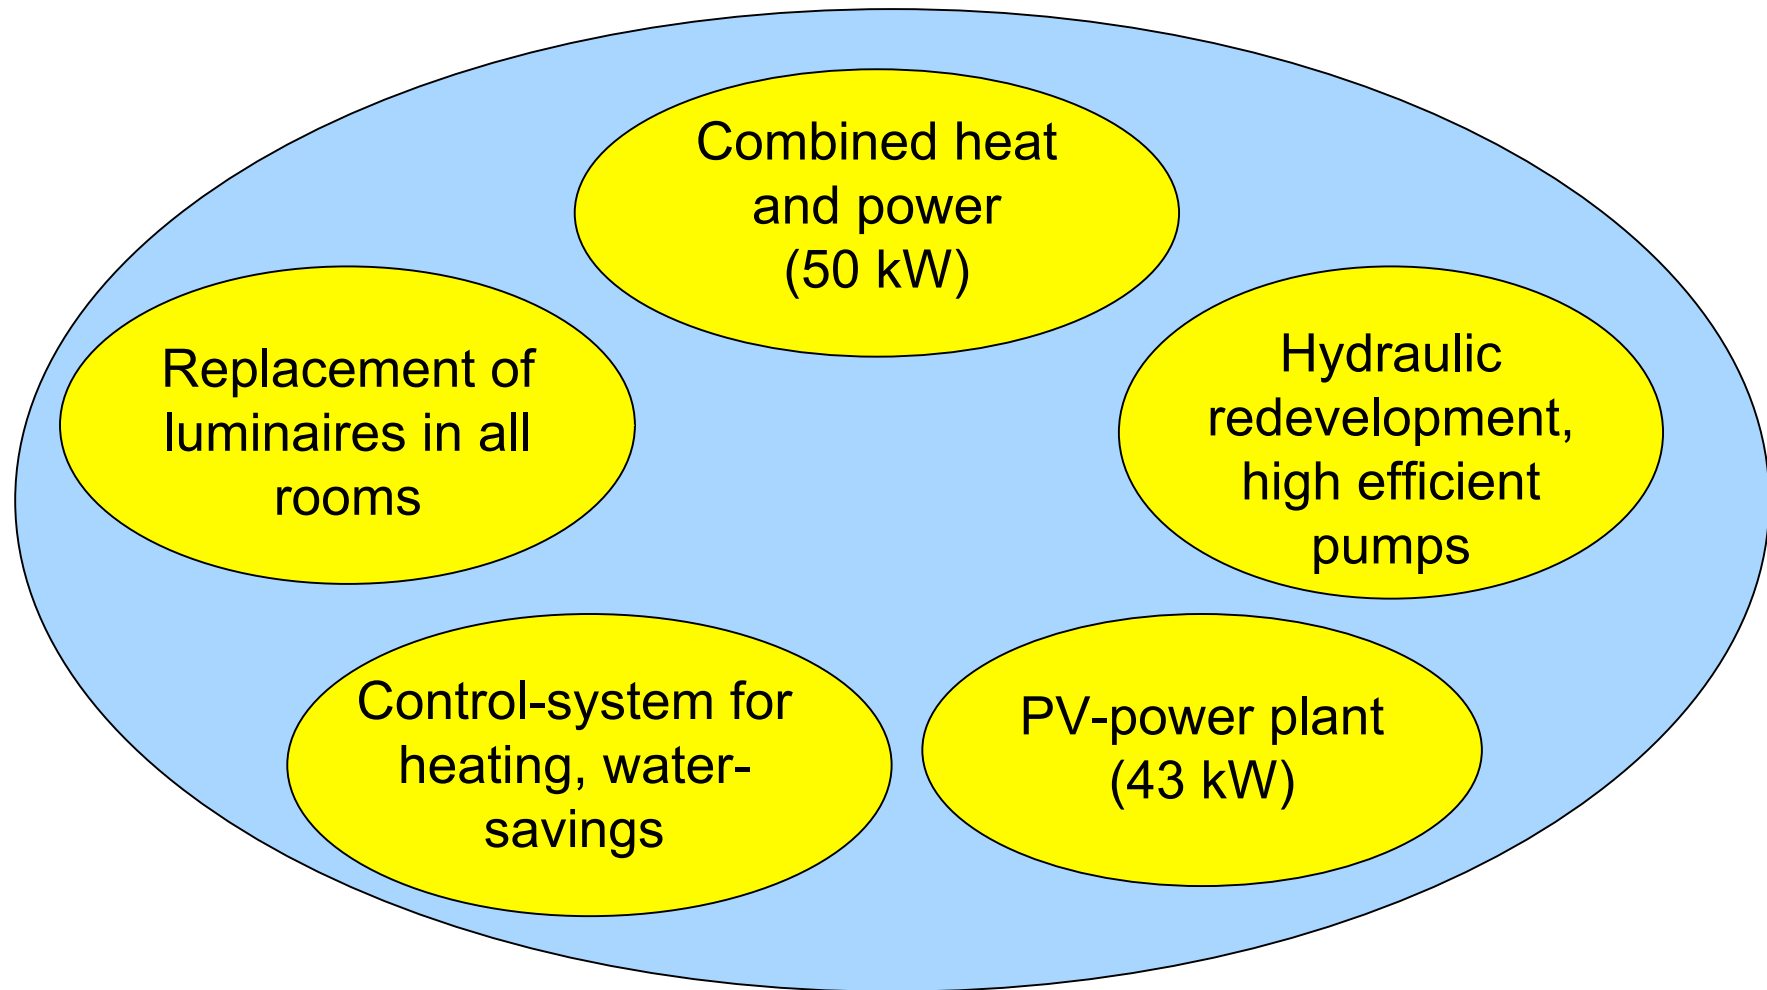 Combined heat
and power
(50 kW)
Replacement of
luminaires in all
rooms
Hydraulic
redevelopment,
high efficient
pumps
Control-system for
heating, water-
savings
PV-power plant
(43 kW)